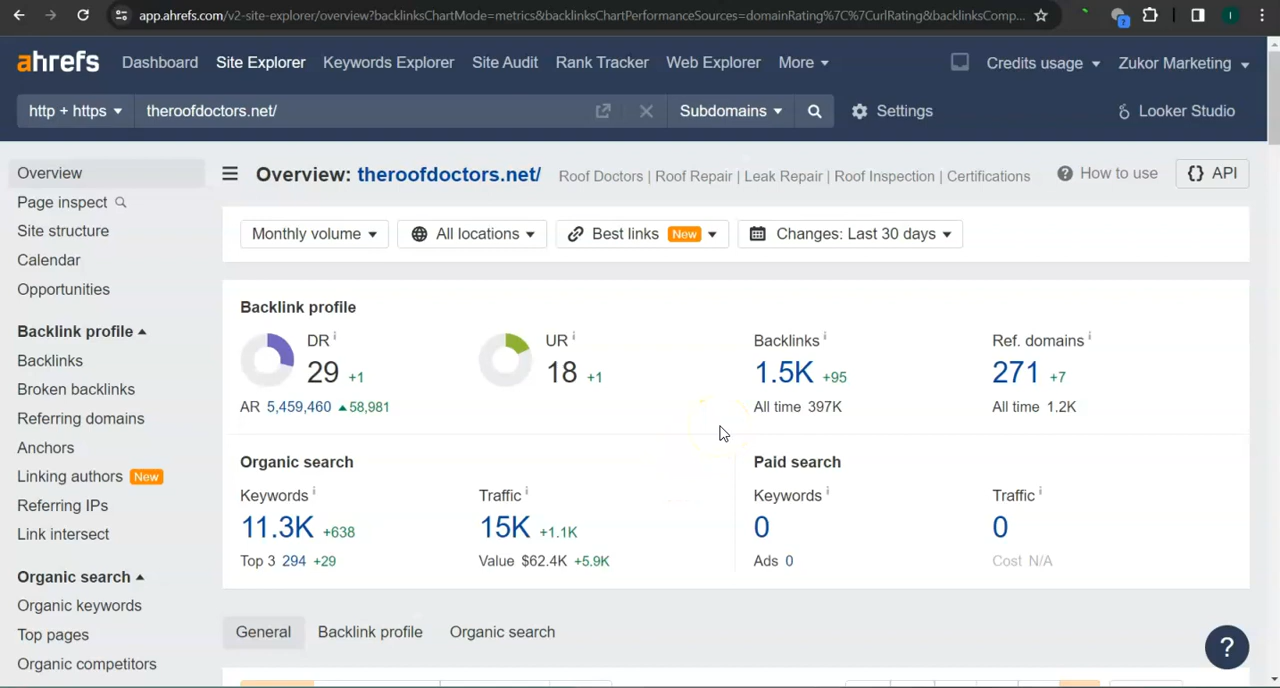 app.ahrefs.com/v2-site-explorer/overview?backlinksChartMode=metrics&backlinksChartPerformanceSources=domainRating%7C%7CurlRating&backlinksComp...
2
I
ahrefs
Dashboard Site Explorer Keywords Explorer Site Audit Rank Tracker Web Explorer More Credits usage Zukor Marketing
http + https theroofdoctors.net/ Subdomains Settings Looker Studio
Overview
Page inspect
Site structure
Calendar
Opportunities
Backlink profile
Backlinks
Broken backlinks
Referring domains
Anchors
Linking authors New
Referring IPs
Link intersect
Organic search
Organic keywords
Top pages
Organic competitors
Overview: theroofdoctors.net/ Roof Doctors | Roof Repair | Leak Repair | Roof Inspection | Certifications ? How to use {} API
Monthly volume All locations Best links New Changes: Last 30 days
Backlink profile
DR i UR i Backlinks i Ref. domains i
29 +1 18 +1 1.5K +95 271 +7
AR 5,459,460 ▲58,981 All time 397K All time 1.2K
Organic search Paid search
Keywords i Traffic i Keywords i Traffic i
11.3K +638 15K +1.1K 0 0
Top 3 294 +29 Value $62.4K +5.9K Ads 0 Cost N/A
General Backlink profile Organic search
?